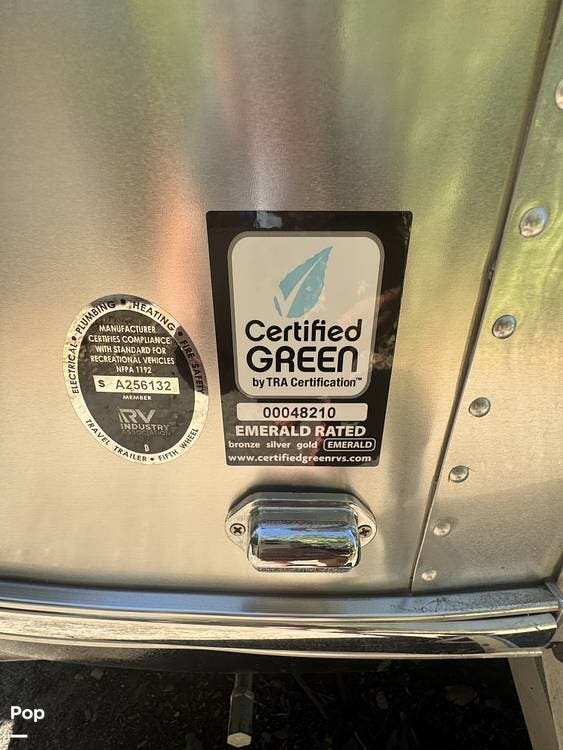 ELECTRICAL • PLUMBING • HEATING • FIRE SAFETY
MANUFACTURER
CERTIFIES COMPLIANCE
WITH STANDARD FOR
RECREATIONAL VEHICLES
NFPA 1192
S A256132
MEMBER
RV
INDUSTRY
ASSOCIATION
D
TRAVEL TRAILER • FIFTH WHEEL
Certified
GREEN
by TRA Certification™
00048210
EMERALD RATED
bronze silver gold EMERALD
www.certifiedgreenrvs.com
Pop